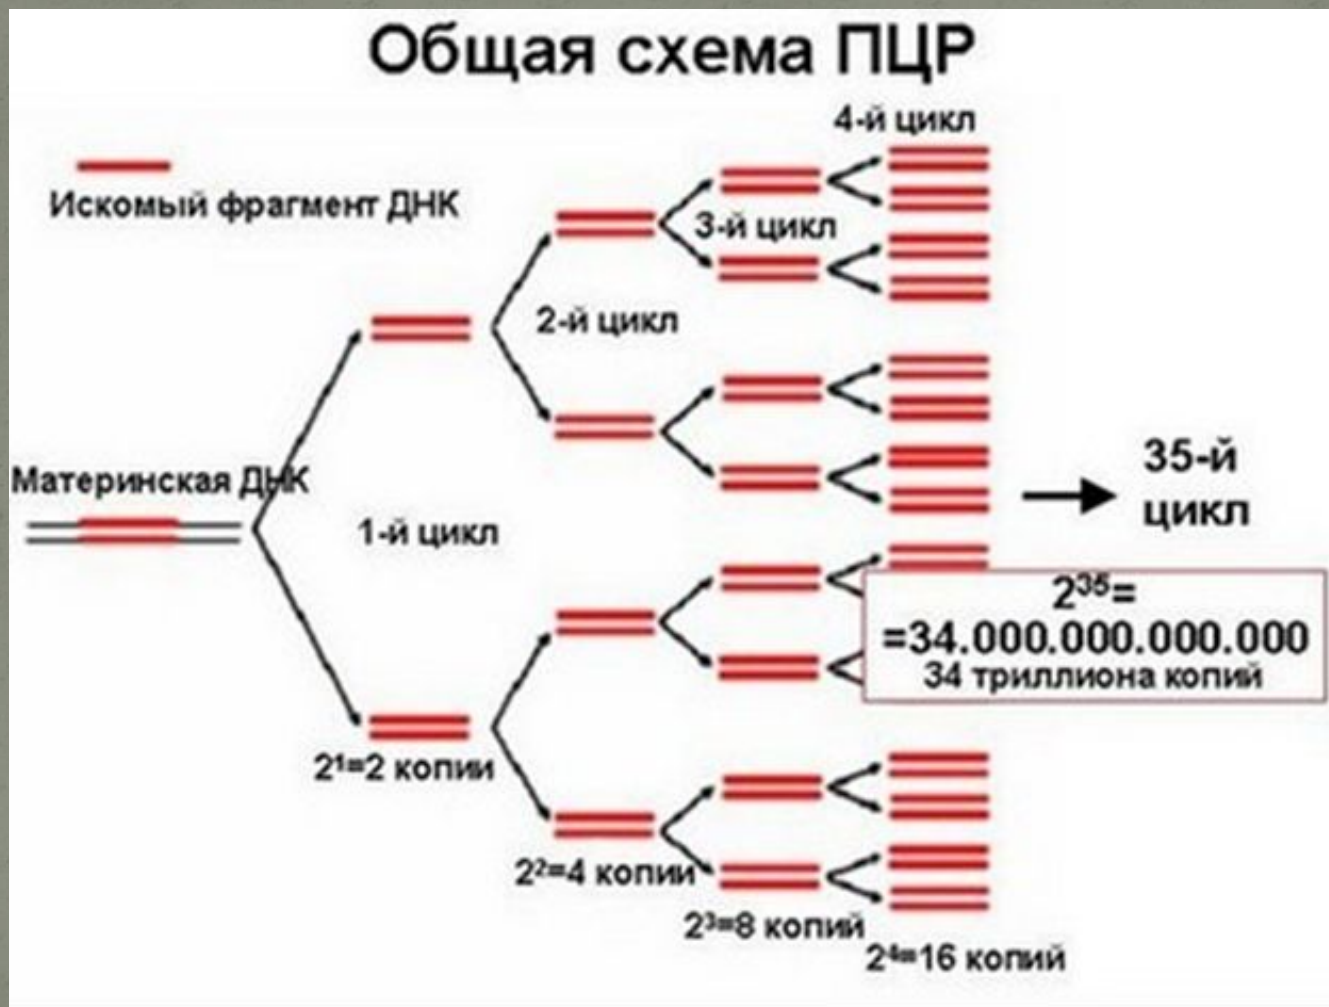 Общая схема ПЦР
4-й цикл
Искомый фрагмент ДНК
3-й цикл
2-й цикл
Материнская ДНК
1-й цикл
35-й
цикл
2³⁵=
=34.000.000.000.000
34 триллиона копий
2¹=2 копии
2²=4 копии
2³=8 копий
2⁴=16 копий